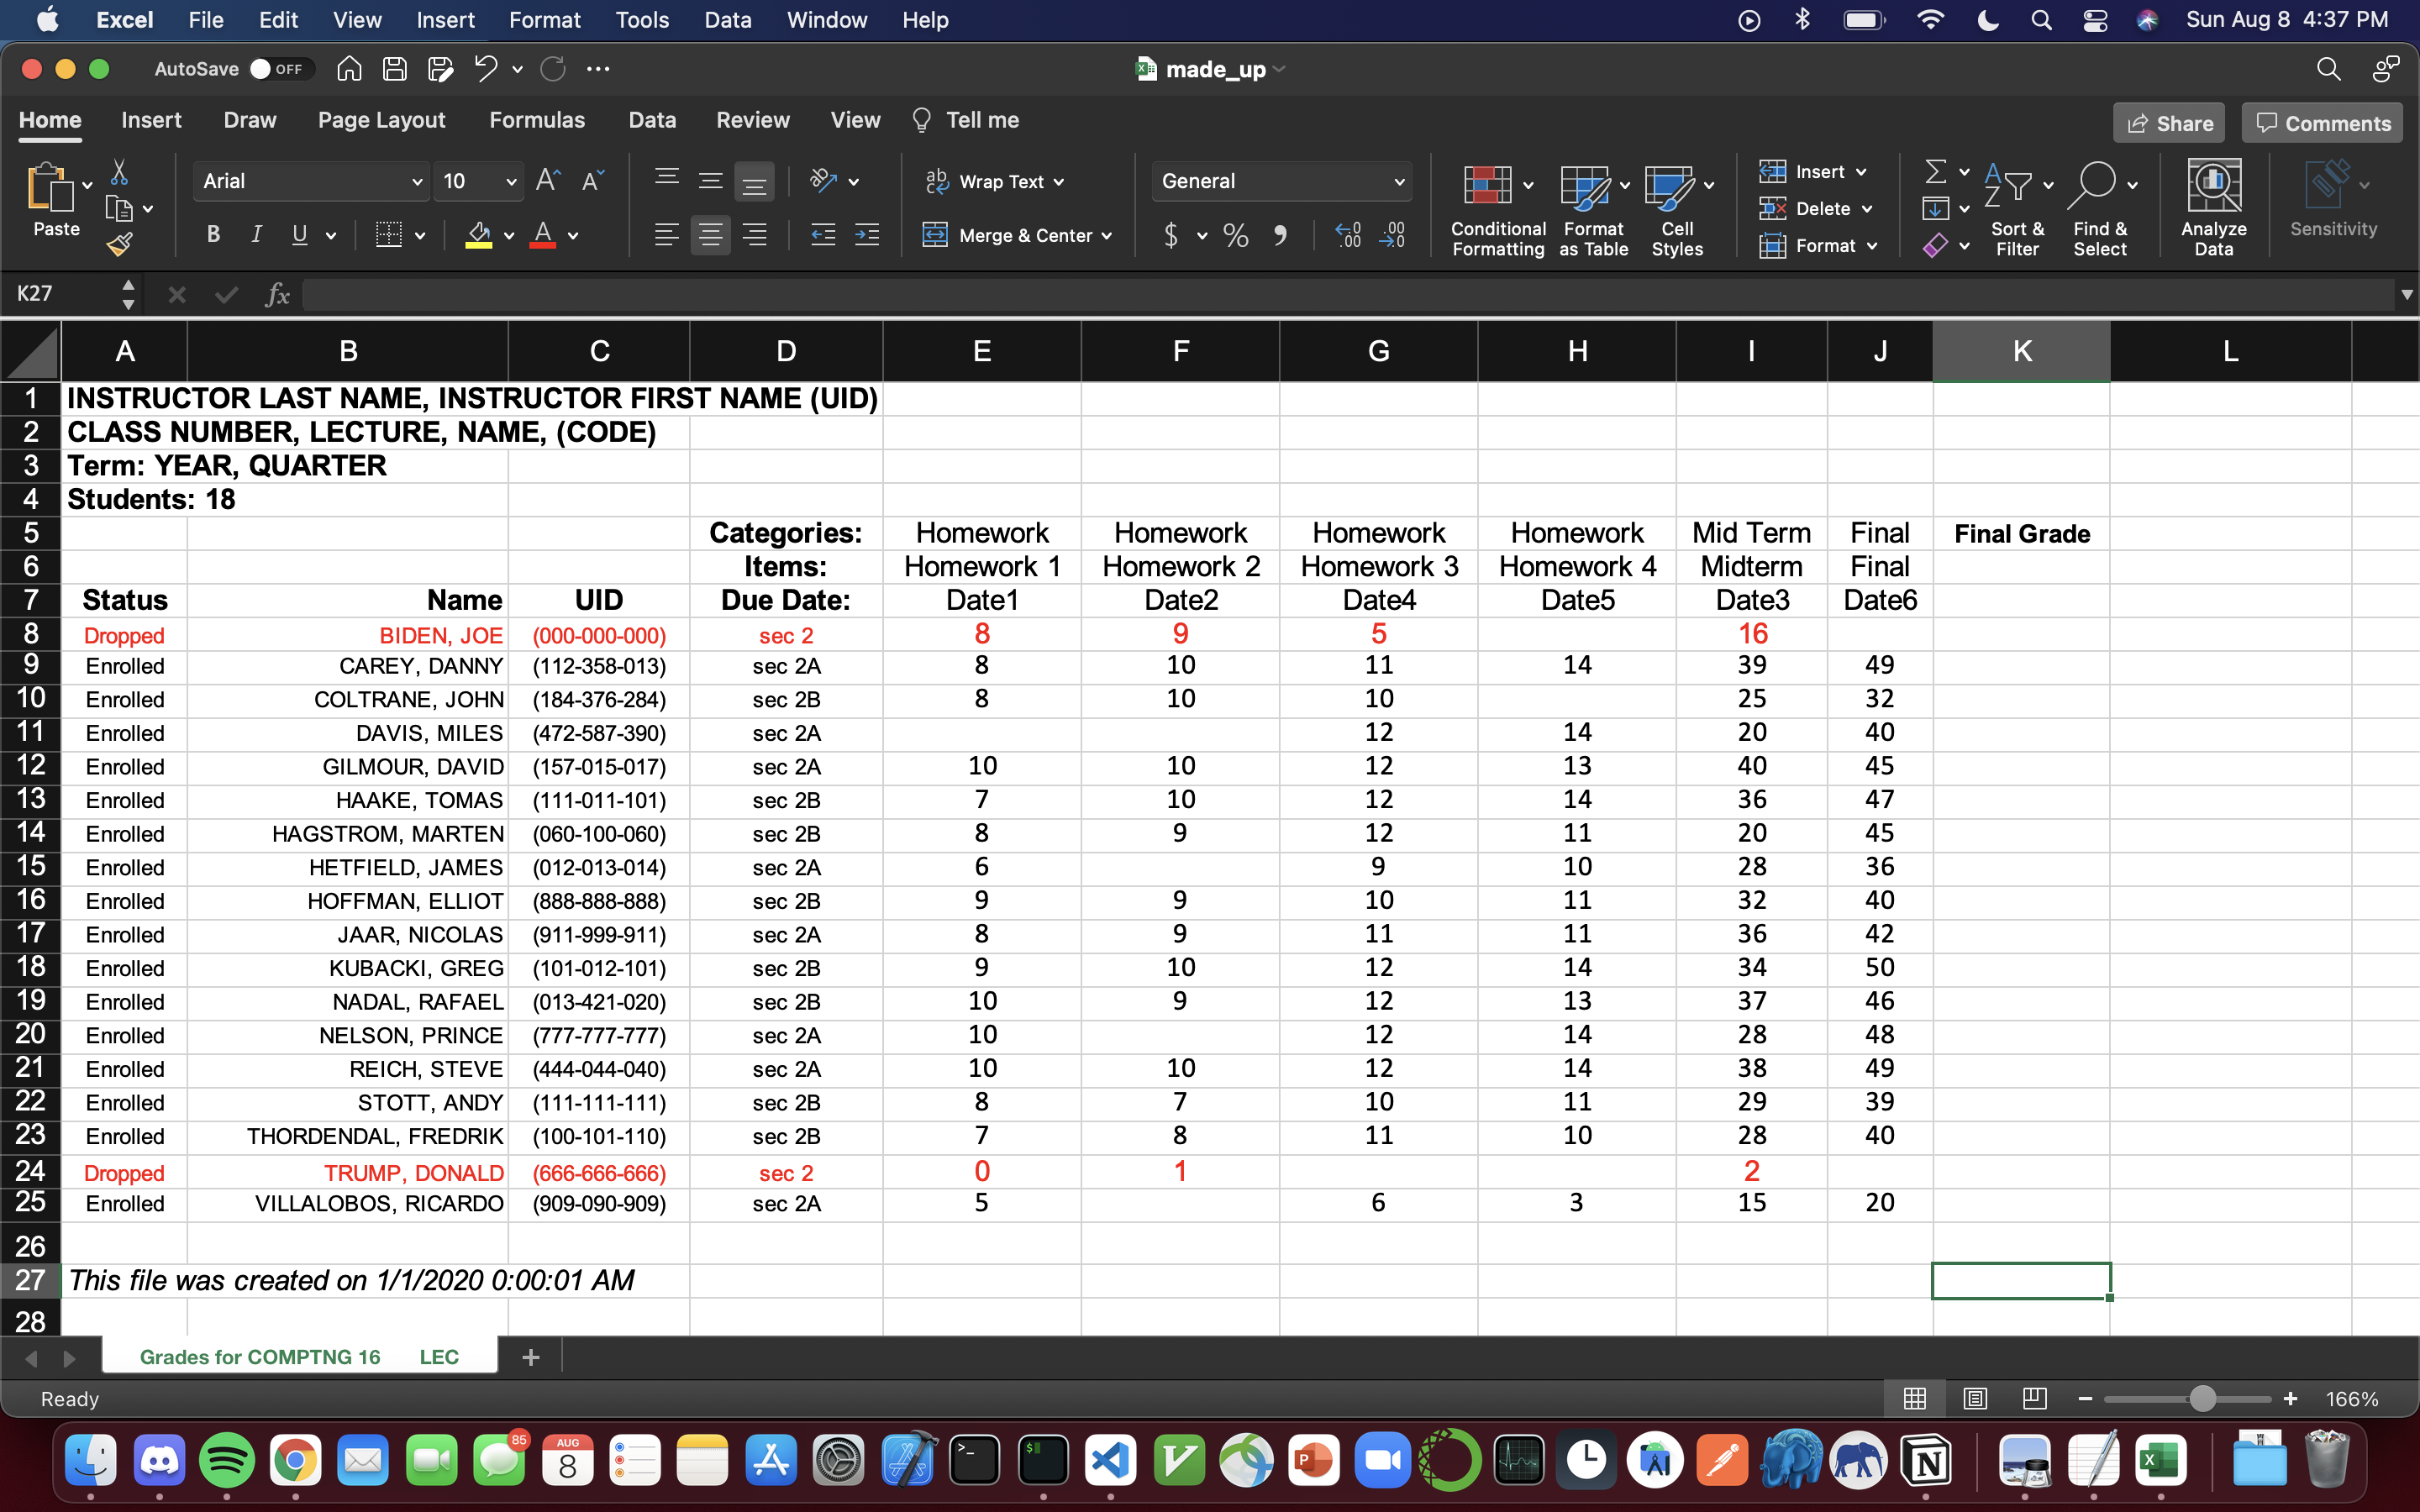 Excel File Edit View Insert Format Tools Data Window Help Sun Aug 8 4:37 PM
AutoSave OFF made_up
Home Insert Draw Page Layout Formulas Data Review View Tell me Share Comments
Paste Arial 10 Wrap Text General Insert
Delete
B I U Merge & Center $ % Format
Conditional Formatting Format as Table Cell Styles Sort & Filter Find & Select Analyze Data Sensitivity
K27 fx
A B C D E F G H I J K L
1 INSTRUCTOR LAST NAME, INSTRUCTOR FIRST NAME (UID)
2 CLASS NUMBER, LECTURE, NAME, (CODE)
3 Term: YEAR, QUARTER
4 Students: 18
5 Categories: Homework Homework Homework Homework Mid Term Final Final Grade
6 Items: Homework 1 Homework 2 Homework 3 Homework 4 Midterm Final
7 Status Name UID Due Date: Date1 Date2 Date4 Date5 Date3 Date6
8 Dropped BIDEN, JOE (000-000-000) sec 2 8 9 5 16
9 Enrolled CAREY, DANNY (112-358-013) sec 2A 8 10 11 14 39 49
10 Enrolled COLTRANE, JOHN (184-376-284) sec 2B 8 10 10 25 32
11 Enrolled DAVIS, MILES (472-587-390) sec 2A 12 14 20 40
12 Enrolled GILMOUR, DAVID (157-015-017) sec 2A 10 10 12 13 40 45
13 Enrolled HAAKE, TOMAS (111-011-101) sec 2B 7 10 12 14 36 47
14 Enrolled HAGSTROM, MARTEN (060-100-060) sec 2B 8 9 12 11 20 45
15 Enrolled HETFIELD, JAMES (012-013-014) sec 2A 6 9 10 28 36
16 Enrolled HOFFMAN, ELLIOT (888-888-888) sec 2B 9 9 10 11 32 40
17 Enrolled JAAR, NICOLAS (911-999-911) sec 2A 8 9 11 11 36 42
18 Enrolled KUBACKI, GREG (101-012-101) sec 2B 9 10 12 14 34 50
19 Enrolled NADAL, RAFAEL (013-421-020) sec 2B 10 9 12 13 37 46
20 Enrolled NELSON, PRINCE (777-777-777) sec 2A 10 12 14 28 48
21 Enrolled REICH, STEVE (444-044-040) sec 2A 10 10 12 14 38 49
22 Enrolled STOTT, ANDY (111-111-111) sec 2B 8 7 10 11 29 39
23 Enrolled THORDENDAL, FREDRIK (100-101-110) sec 2B 7 8 11 10 28 40
24 Dropped TRUMP, DONALD (666-666-666) sec 2 0 1 2
25 Enrolled VILLALOBOS, RICARDO (909-090-909) sec 2A 5 6 3 15 20
26
27 This file was created on 1/1/2020 0:00:01 AM
28
Grades for COMPTNG 16 LEC +
Ready 166%
85 AUG 8